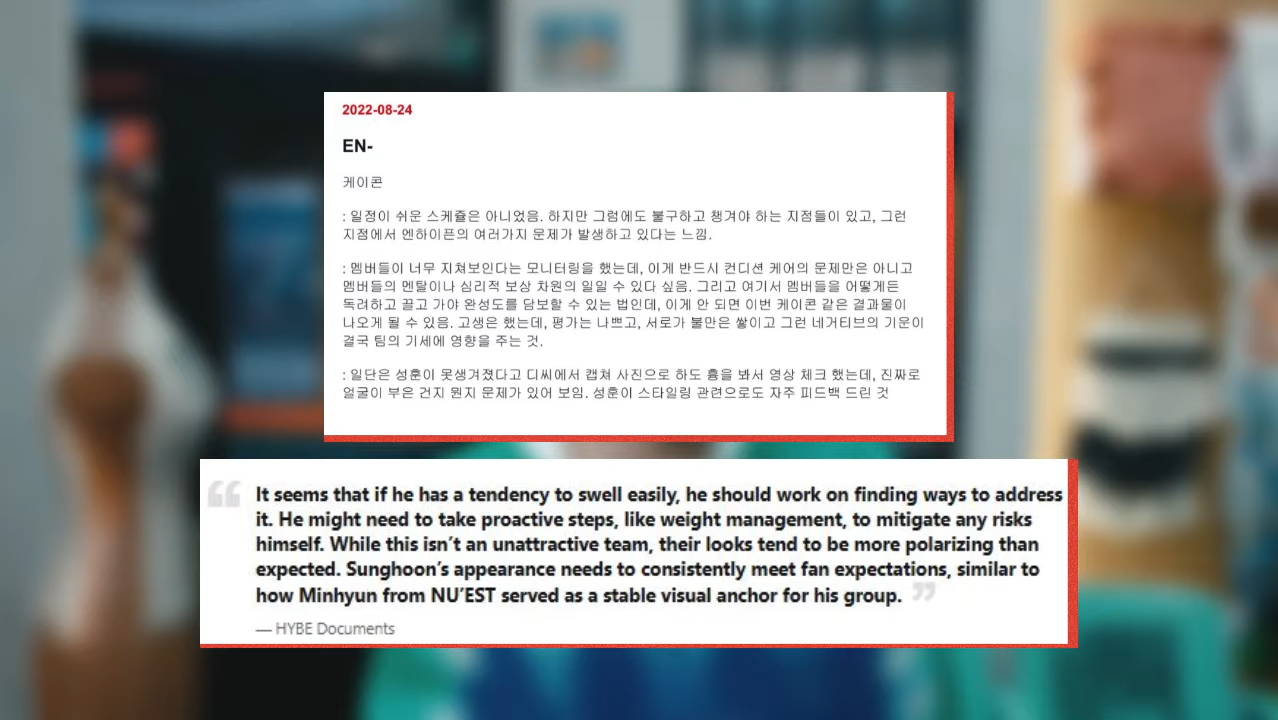 2022-08-24
EN-
케이콘
: 일정이 쉬운 스케쥴은 아니었음. 하지만 그럼에도 불구하고 챙겨야 하는 지점들이 있고, 그런
지점에서 엔하이픈의 여러가지 문제가 발생하고 있다는 느낌.
: 멤버들이 너무 지쳐보인다는 모니터링을 했는데, 이게 반드시 컨디션 케어의 문제만은 아니고
멤버들의 멘탈이나 심리적 보상 차원의 일일 수 있다 싶음. 그리고 여기서 멤버들을 어떻게든
독려하고 끌고 가야 완성도를 담보할 수 있는 법인데, 이게 안 되면 이번 케이콘 같은 결과물이
나오게 될 수 있음. 고생은 했는데, 평가는 나쁘고, 서로가 불만은 쌓이고 그런 네거티브의 기운이
결국 팀의 기세에 영향을 주는 것.
: 일단은 성훈이 못생겨졌다고 디씨에서 캡쳐 사진으로 하도 흉을 봐서 영상 체크 했는데, 진짜로
얼굴이 부은 건지 뭔지 문제가 있어 보임. 성훈이 스타일링 관련으로도 자주 피드백 드린 것
“ It seems that if he has a tendency to swell easily, he should work on finding ways to address
it. He might need to take proactive steps, like weight management, to mitigate any risks
himself. While this isn’t an unattractive team, their looks tend to be more polarizing than
expected. Sunghoon’s appearance needs to consistently meet fan expectations, similar to
how Minhyun from NU’EST served as a stable visual anchor for his group. ”
— HYBE Documents